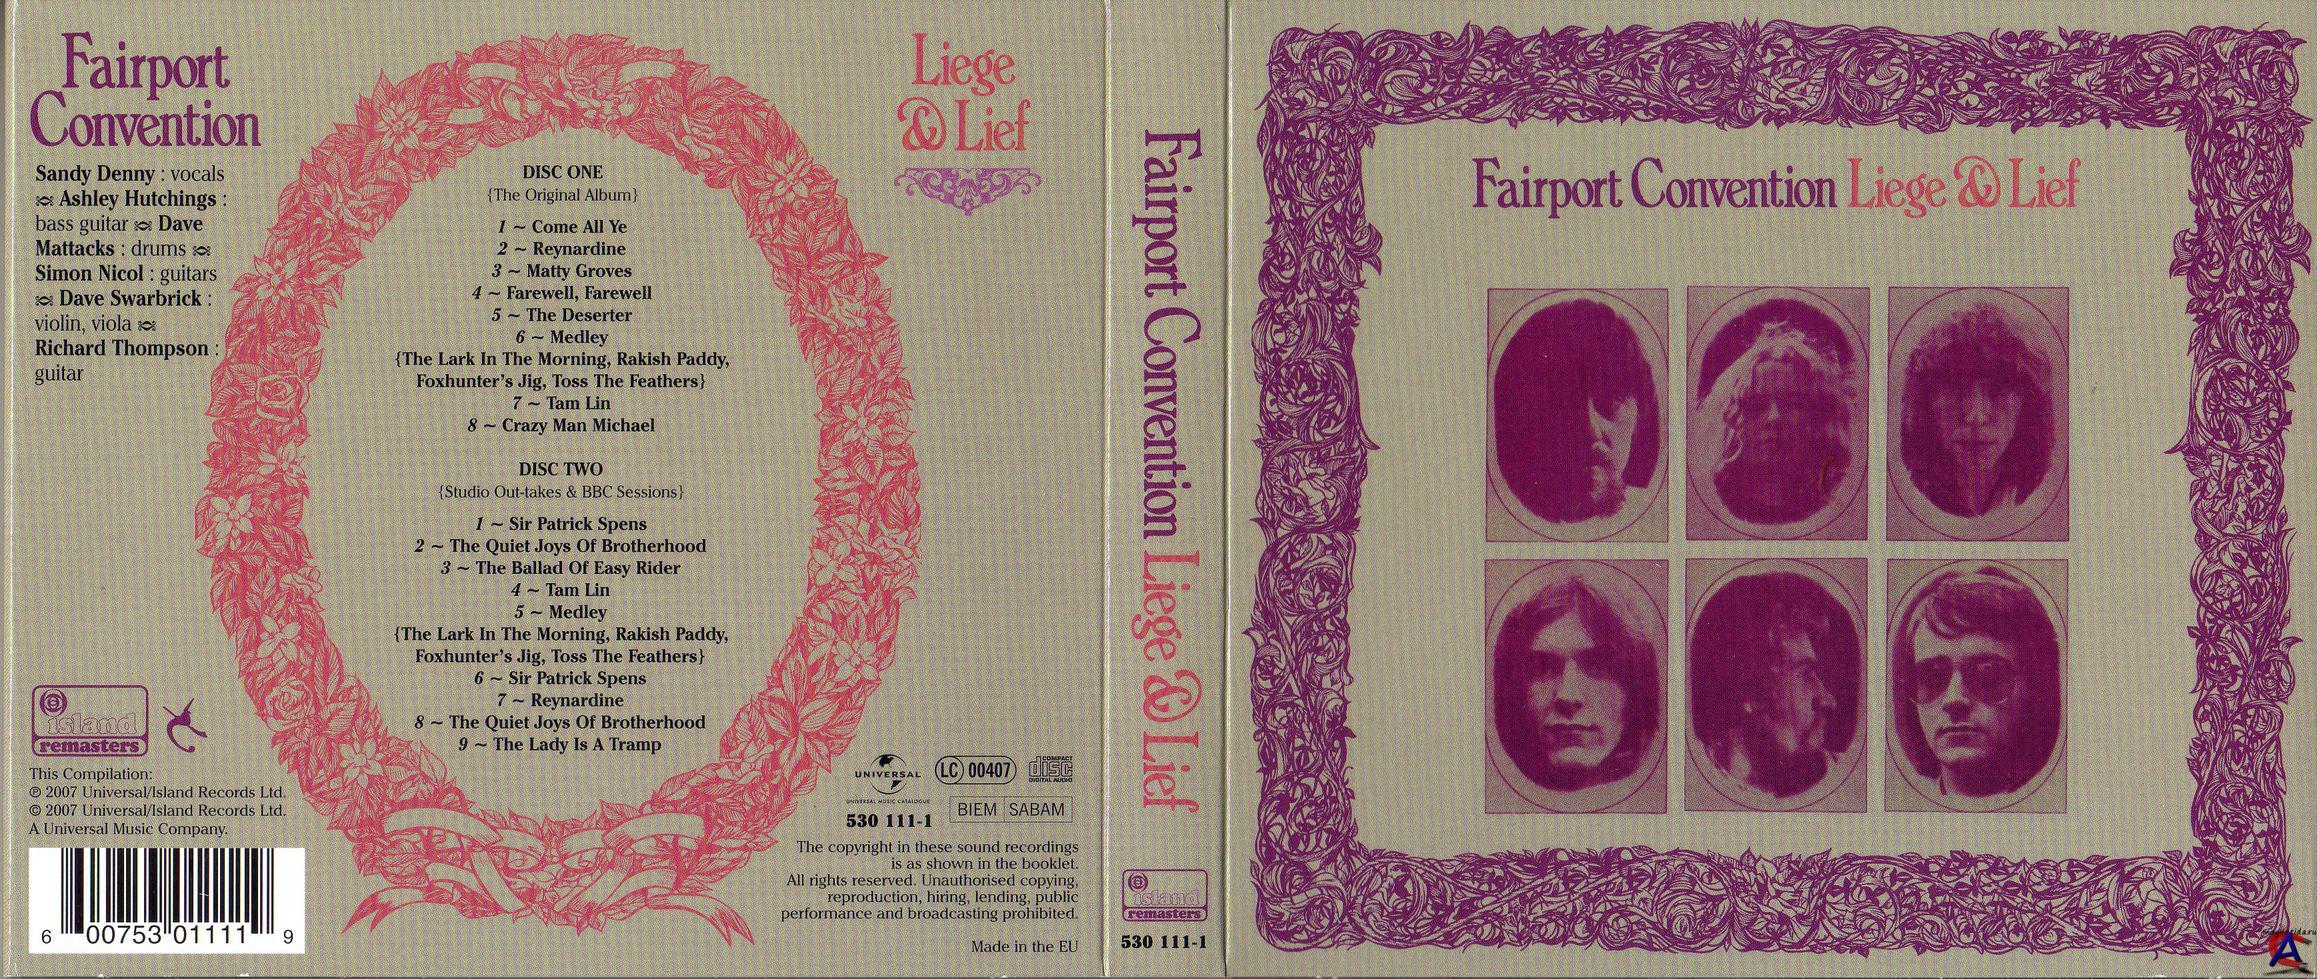 Fairport
Convention
Sandy Denny : vocals
Ashley Hutchings :
bass guitar Dave
Mattacks : drums
Simon Nicol : guitars
Dave Swarbrick :
violin, viola
Richard Thompson :
guitar
Liege
& Lief
DISC ONE
{The Original Album}
1 ~ Come All Ye
2 ~ Reynardine
3 ~ Matty Groves
4 ~ Farewell, Farewell
5 ~ The Deserter
6 ~ Medley
{The Lark In The Morning, Rakish Paddy,
Foxhunter's Jig, Toss The Feathers}
7 ~ Tam Lin
8 ~ Crazy Man Michael
DISC TWO
{Studio Out-takes & BBC Sessions}
1 ~ Sir Patrick Spens
2 ~ The Quiet Joys Of Brotherhood
3 ~ The Ballad Of Easy Rider
4 ~ Tam Lin
5 ~ Medley
{The Lark In The Morning, Rakish Paddy,
Foxhunter's Jig, Toss The Feathers}
6 ~ Sir Patrick Spens
7 ~ Reynardine
8 ~ The Quiet Joys Of Brotherhood
9 ~ The Lady Is A Tramp
island
remasters
This Compilation:
℗ 2007 Universal/Island Records Ltd.
© 2007 Universal/Island Records Ltd.
A Universal Music Company.
6 00753 01111 9
UNIVERSAL
UNIVERSAL MUSIC CATALOGUE
530 111-1
LC 00407
COMPACT
disc
DIGITAL AUDIO
BIEM SABAM
The copyright in these sound recordings
is as shown in the booklet.
All rights reserved. Unauthorised copying,
reproduction, hiring, lending, public
performance and broadcasting prohibited.
Made in the EU
Fairport Convention Liege & Lief
island
remasters
530 111-1
Fairport Convention Liege & Lief
A